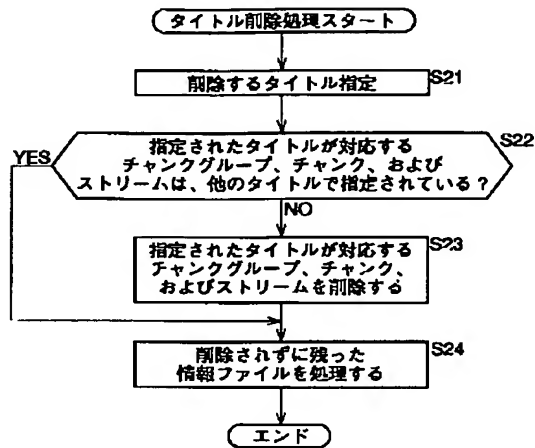 タイトル削除処理スタート
削除するタイトル指定
S21
指定されたタイトルが対応する
チャンクグループ、チャンク、および
ストリームは、他のタイトルで指定されている?
S22
YES
NO
指定されたタイトルが対応する
チャンクグループ、チャンク、
およびストリームを削除する
S23
削除されずに残った
情報ファイルを処理する
S24
エンド